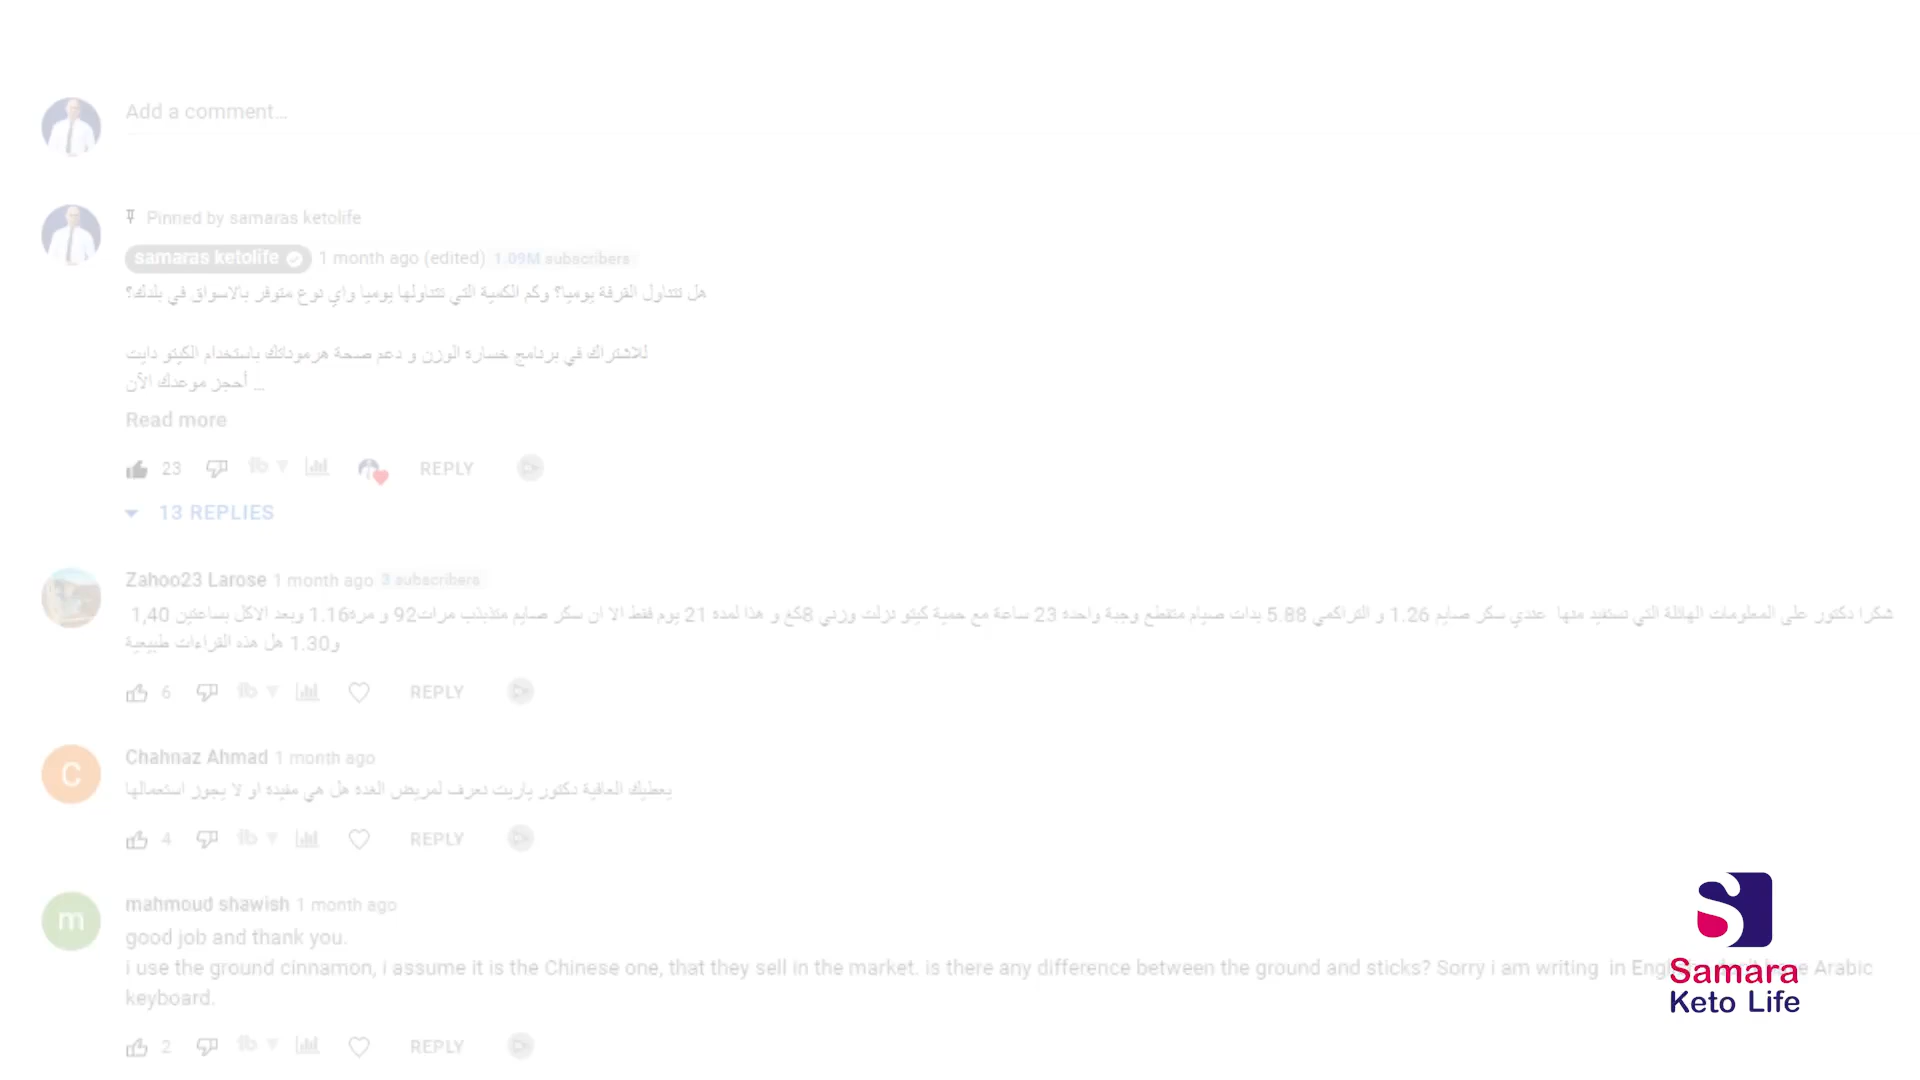 Add a comment...
Pinned by samaras ketolife
samaras ketolife 1 month ago (edited) 1.09M subscribers
هل تتناول القرفة يوميا؟ وكم الكمية التي تتناولها يوميا واي نوع متوفر بالاسواق في بلدك؟
للاشتراك في برنامج خساره الوزن و دعم صحة هرموناتك باستخدام الكيتو دايت
أحجز موعدك الآن ...
Read more
23 REPLY
13 REPLIES
Zahoo23 Larose 1 month ago 3 subscribers
شكرا دكتور على المعلومات الهائلة التي نستفيد منها عندي سكر صايم 1.26 و التراكمي 5.88 بدات صيام متقطع وجبة واحده 23 ساعة مع حمية كيتو نزلت وزني 8كغ و هذا لمده 21 يوم فقط الا ان سكر صايم متذبذب مرات92 و مره1.16 وبعد الاكل بساعتين 1,40
و1.30 هل هذه القراءات طبيعية
6 REPLY
C
Chahnaz Ahmad 1 month ago
يعطيك العافية دكتور ياريت نعرف لمريض الغده هل هي مفيده او لا يجوز استعمالها
4 REPLY
m
mahmoud shawish 1 month ago
good job and thank you.
i use the ground cinnamon, i assume it is the Chinese one, that they sell in the market. is there any difference between the ground and sticks? Sorry i am writing in Arabic
keyboard.
2 REPLY
Samara
Keto Life